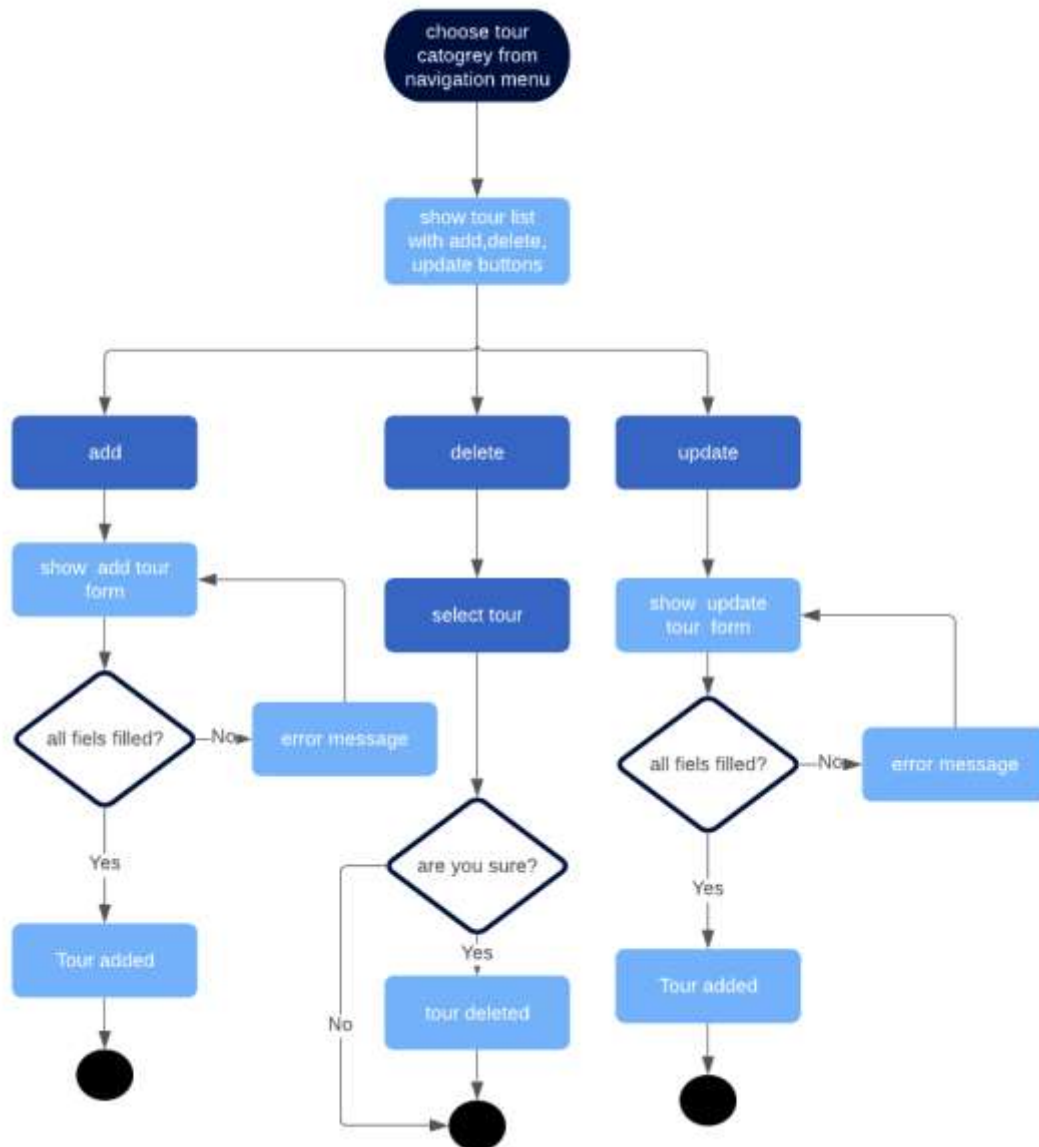 choose tour
catogrey from
navigation menu
show tour list
with add,delete,
update buttons
add
delete
update
show add tour
form
select tour
show update
tour form
all fiels filled?
No
error message
all fiels filled?
No
error message
are you sure?
Yes
Yes
Yes
Tour added
tour deleted
Tour added
No